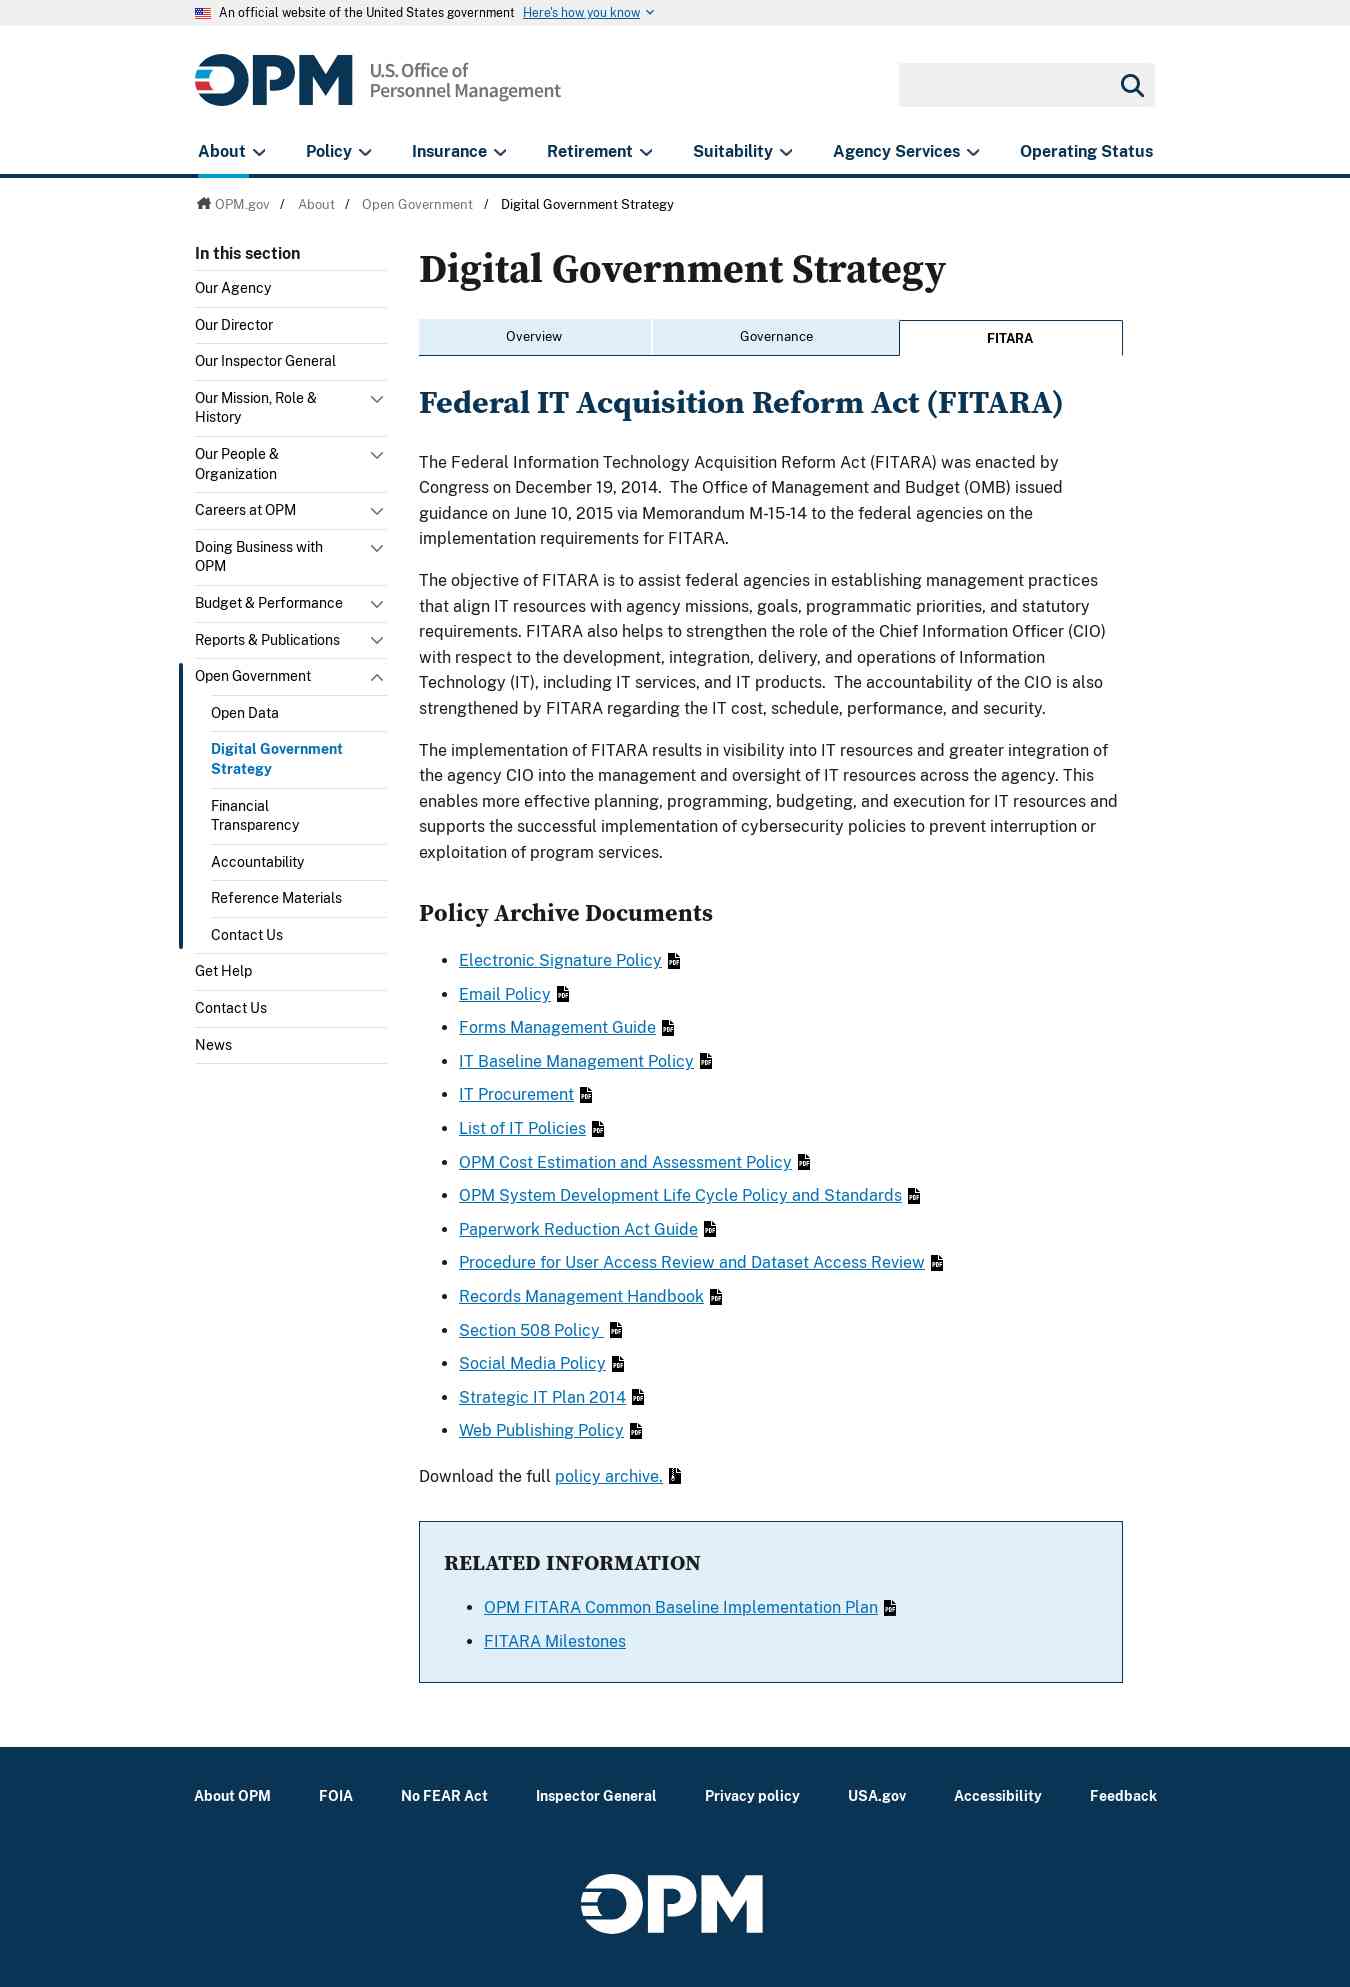 An official website of the United States government Here's how you know
OPM U.S. Office of
Personnel Management
About Policy Insurance Retirement Suitability Agency Services Operating Status
OPM.gov / About / Open Government / Digital Government Strategy
In this section
Our Agency
Our Director
Our Inspector General
Our Mission, Role &
History
Our People &
Organization
Careers at OPM
Doing Business with
OPM
Budget & Performance
Reports & Publications
Open Government
Open Data
Digital Government
Strategy
Financial
Transparency
Accountability
Reference Materials
Contact Us
Get Help
Contact Us
News
Digital Government Strategy
Overview Governance FITARA
Federal IT Acquisition Reform Act (FITARA)
The Federal Information Technology Acquisition Reform Act (FITARA) was enacted by
Congress on December 19, 2014.  The Office of Management and Budget (OMB) issued
guidance on June 10, 2015 via Memorandum M-15-14 to the federal agencies on the
implementation requirements for FITARA.
The objective of FITARA is to assist federal agencies in establishing management practices
that align IT resources with agency missions, goals, programmatic priorities, and statutory
requirements. FITARA also helps to strengthen the role of the Chief Information Officer (CIO)
with respect to the development, integration, delivery, and operations of Information
Technology (IT), including IT services, and IT products.  The accountability of the CIO is also
strengthened by FITARA regarding the IT cost, schedule, performance, and security.
The implementation of FITARA results in visibility into IT resources and greater integration of
the agency CIO into the management and oversight of IT resources across the agency. This
enables more effective planning, programming, budgeting, and execution for IT resources and
supports the successful implementation of cybersecurity policies to prevent interruption or
exploitation of program services.
Policy Archive Documents
• Electronic Signature Policy
• Email Policy
• Forms Management Guide
• IT Baseline Management Policy
• IT Procurement
• List of IT Policies
• OPM Cost Estimation and Assessment Policy
• OPM System Development Life Cycle Policy and Standards
• Paperwork Reduction Act Guide
• Procedure for User Access Review and Dataset Access Review
• Records Management Handbook
• Section 508 Policy
• Social Media Policy
• Strategic IT Plan 2014
• Web Publishing Policy
Download the full policy archive.
RELATED INFORMATION
• OPM FITARA Common Baseline Implementation Plan
• FITARA Milestones
About OPM FOIA No FEAR Act Inspector General Privacy policy USA.gov Accessibility Feedback
OPM